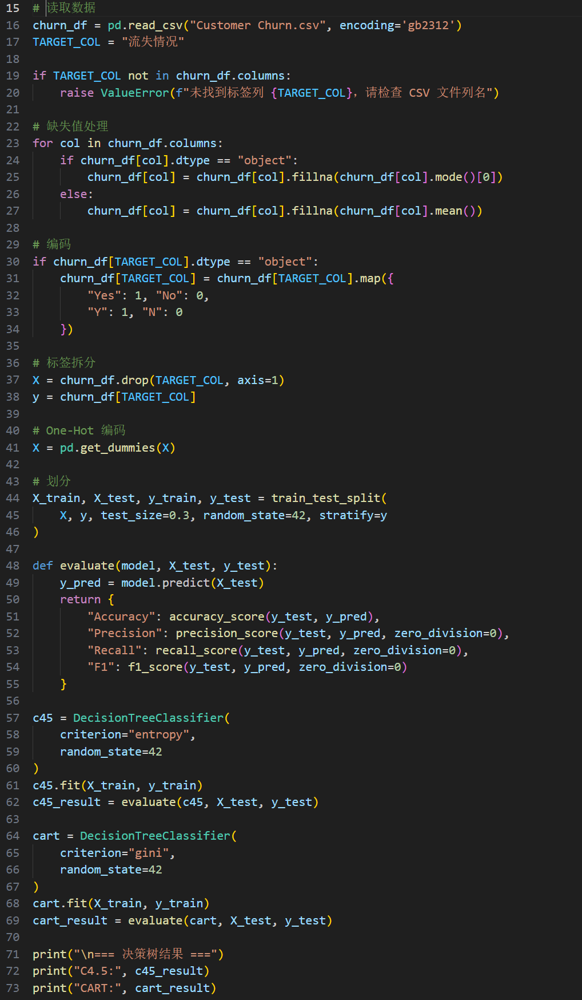 15 # 读取数据
16 churn_df = pd.read_csv("Customer Churn.csv", encoding='gb2312')
17 TARGET_COL = "流失情况"
18
19 if TARGET_COL not in churn_df.columns:
20     raise ValueError(f"未找到标签列 {TARGET_COL}，请检查 CSV 文件列名")
21
22 # 缺失值处理
23 for col in churn_df.columns:
24     if churn_df[col].dtype == "object":
25         churn_df[col] = churn_df[col].fillna(churn_df[col].mode()[0])
26     else:
27         churn_df[col] = churn_df[col].fillna(churn_df[col].mean())
28
29 # 编码
30 if churn_df[TARGET_COL].dtype == "object":
31     churn_df[TARGET_COL] = churn_df[TARGET_COL].map({
32         "Yes": 1, "No": 0,
33         "Y": 1, "N": 0
34     })
35
36 # 标签拆分
37 X = churn_df.drop(TARGET_COL, axis=1)
38 y = churn_df[TARGET_COL]
39
40 # One-Hot 编码
41 X = pd.get_dummies(X)
42
43 # 划分
44 X_train, X_test, y_train, y_test = train_test_split(
45     X, y, test_size=0.3, random_state=42, stratify=y
46 )
47
48 def evaluate(model, X_test, y_test):
49     y_pred = model.predict(X_test)
50     return {
51         "Accuracy": accuracy_score(y_test, y_pred),
52         "Precision": precision_score(y_test, y_pred, zero_division=0),
53         "Recall": recall_score(y_test, y_pred, zero_division=0),
54         "F1": f1_score(y_test, y_pred, zero_division=0)
55     }
56
57 c45 = DecisionTreeClassifier(
58     criterion="entropy",
59     random_state=42
60 )
61 c45.fit(X_train, y_train)
62 c45_result = evaluate(c45, X_test, y_test)
63
64 cart = DecisionTreeClassifier(
65     criterion="gini",
66     random_state=42
67 )
68 cart.fit(X_train, y_train)
69 cart_result = evaluate(cart, X_test, y_test)
70
71 print("\n=== 决策树结果 ===")
72 print("C4.5:", c45_result)
73 print("CART:", cart_result)